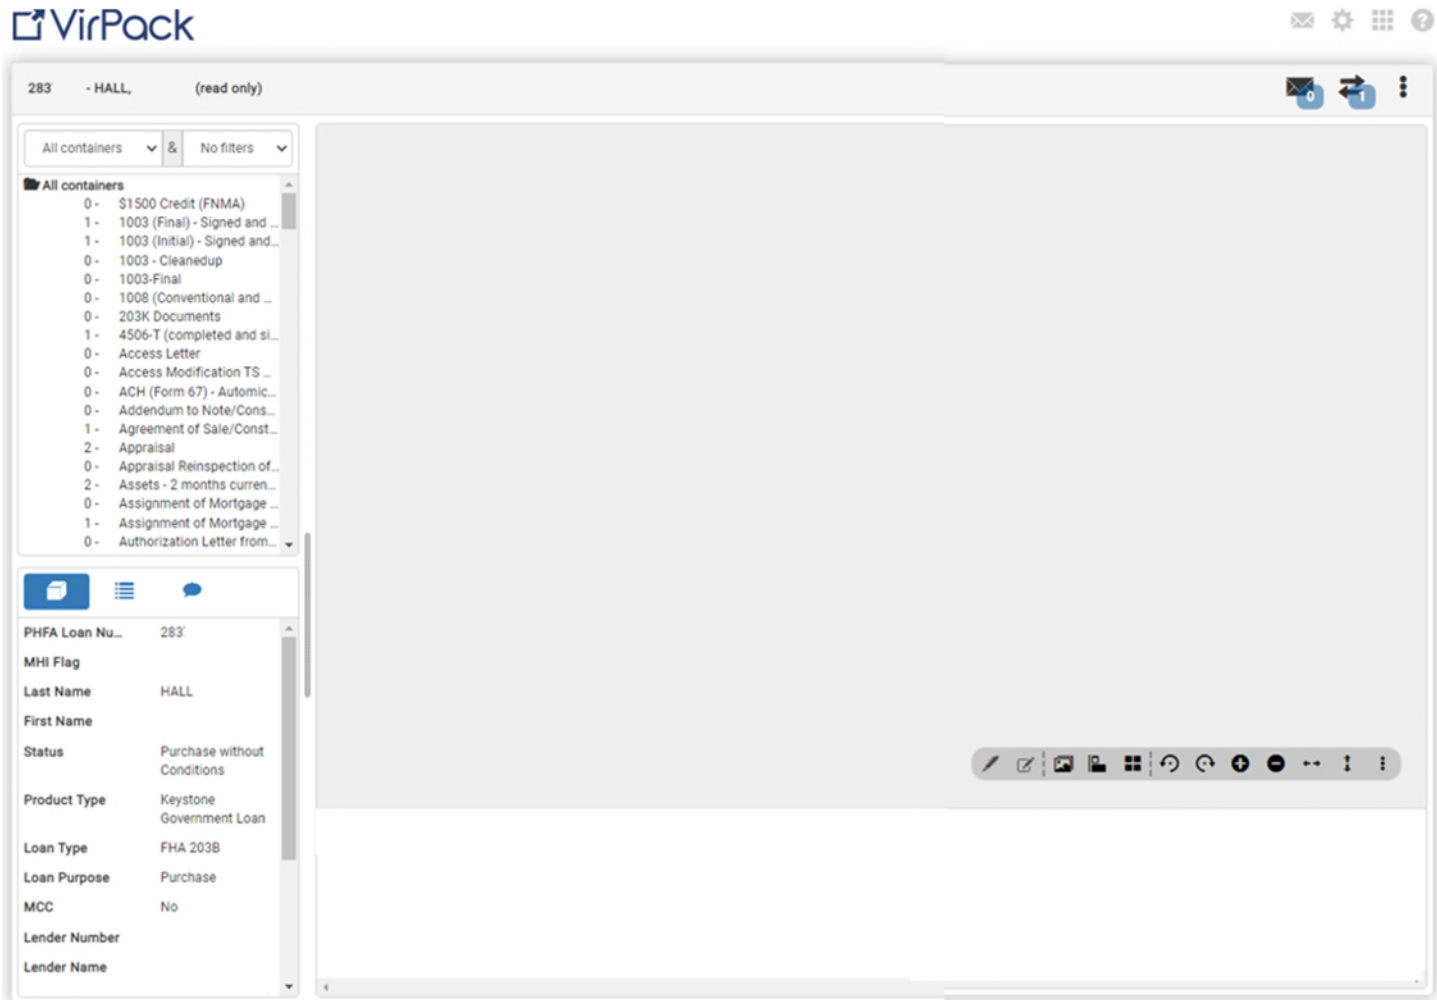 VirPack
283 - HALL, (read only)
0
1
All containers & No filters
All containers
0 - $1500 Credit (FNMA)
1 - 1003 (Final) - Signed and ...
1 - 1003 (Initial) - Signed and...
0 - 1003 - Cleanedup
0 - 1003-Final
0 - 1008 (Conventional and ...
0 - 203K Documents
1 - 4506-T (completed and si...
0 - Access Letter
0 - Access Modification TS ...
0 - ACH (Form 67) - Automic...
0 - Addendum to Note/Cons...
1 - Agreement of Sale/Const...
2 - Appraisal
0 - Appraisal Reinspection of...
2 - Assets - 2 months curren...
0 - Assignment of Mortgage ...
1 - Assignment of Mortgage ...
0 - Authorization Letter from...
PHFA Loan Nu... 283
MHI Flag
Last Name HALL
First Name
Status Purchase without
Conditions
Product Type Keystone
Government Loan
Loan Type FHA 203B
Loan Purpose Purchase
MCC No
Lender Number
Lender Name